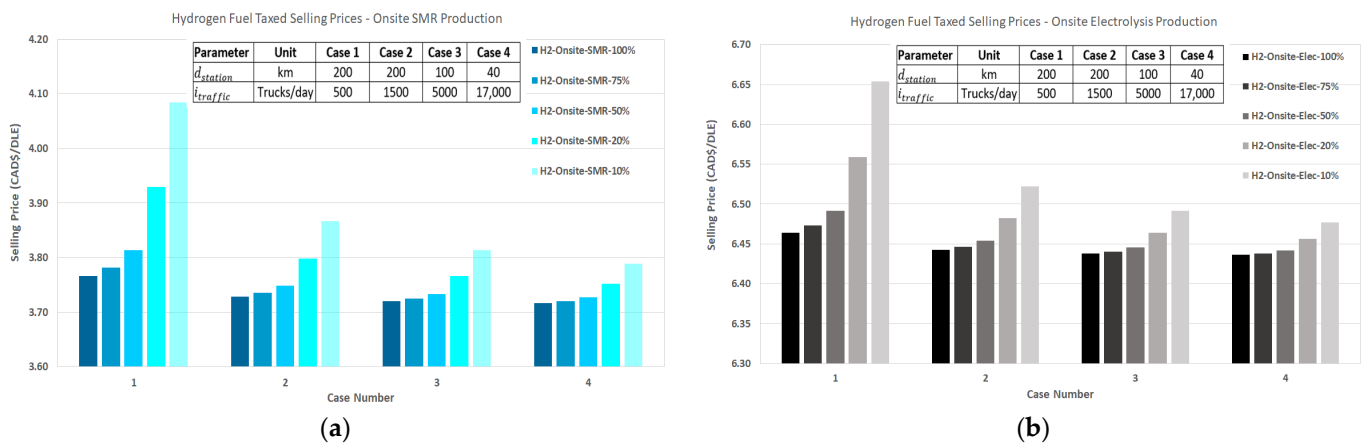 Hydrogen Fuel Taxed Selling Prices - Onsite SMR Production
4.20
4.10
4.00
3.90
3.80
3.70
3.60
Selling Price (CAD$/DLE)
Parameter Unit Case 1 Case 2 Case 3 Case 4
d_station km 200 200 100 40
i_traffic Trucks/day 500 1500 5000 17,000
H2-Onsite-SMR-100%
H2-Onsite-SMR-75%
H2-Onsite-SMR-50%
H2-Onsite-SMR-20%
H2-Onsite-SMR-10%
1 2 3 4
Case Number
(a)
Hydrogen Fuel Taxed Selling Prices - Onsite Electrolysis Production
6.70
6.65
6.60
6.55
6.50
6.45
6.40
6.35
6.30
Selling Price (CAD$/DLE)
Parameter Unit Case 1 Case 2 Case 3 Case 4
d_station km 200 200 100 40
i_traffic Trucks/day 500 1500 5000 17,000
H2-Onsite-Elec-100%
H2-Onsite-Elec-75%
H2-Onsite-Elec-50%
H2-Onsite-Elec-20%
H2-Onsite-Elec-10%
1 2 3 4
Case Number
(b)